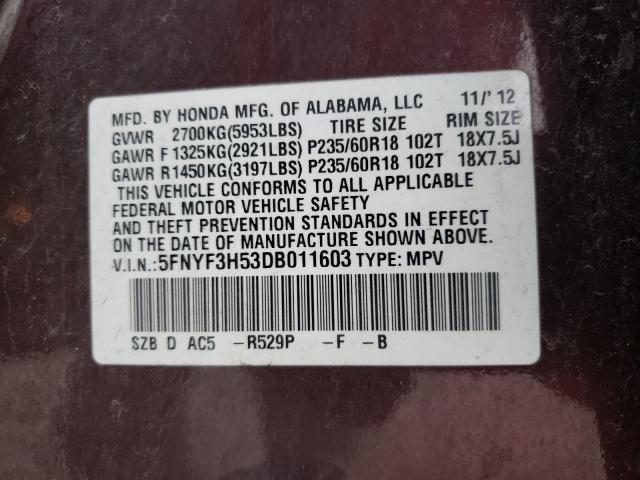 MFD. BY HONDA MFG. OF ALABAMA, LLC 11/'12
GVWR 2700KG(5953LBS) TIRE SIZE RIM SIZE
GAWR F 1325KG(2921LBS) P235/60R18 102T 18X7.5J
GAWR R1450KG(3197LBS) P235/60R18 102T 18X7.5J
THIS VEHICLE CONFORMS TO ALL APPLICABLE
FEDERAL MOTOR VEHICLE SAFETY
AND THEFT PREVENTION STANDARDS IN EFFECT
ON THE DATE OF MANUFACTURE SHOWN ABOVE.
V.I.N.: 5FNYF3H53DB011603 TYPE: MPV
SZB D AC5 -R529P -F -B